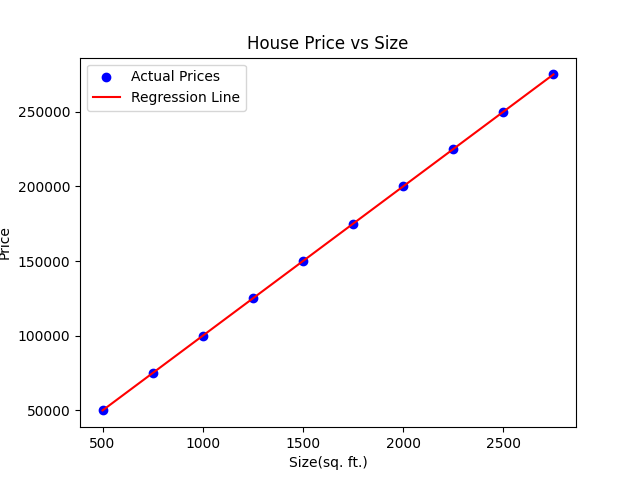 House Price vs Size
Actual Prices
Regression Line
250000
200000
150000
100000
50000
Price
500 1000 1500 2000 2500
Size(sq. ft.)